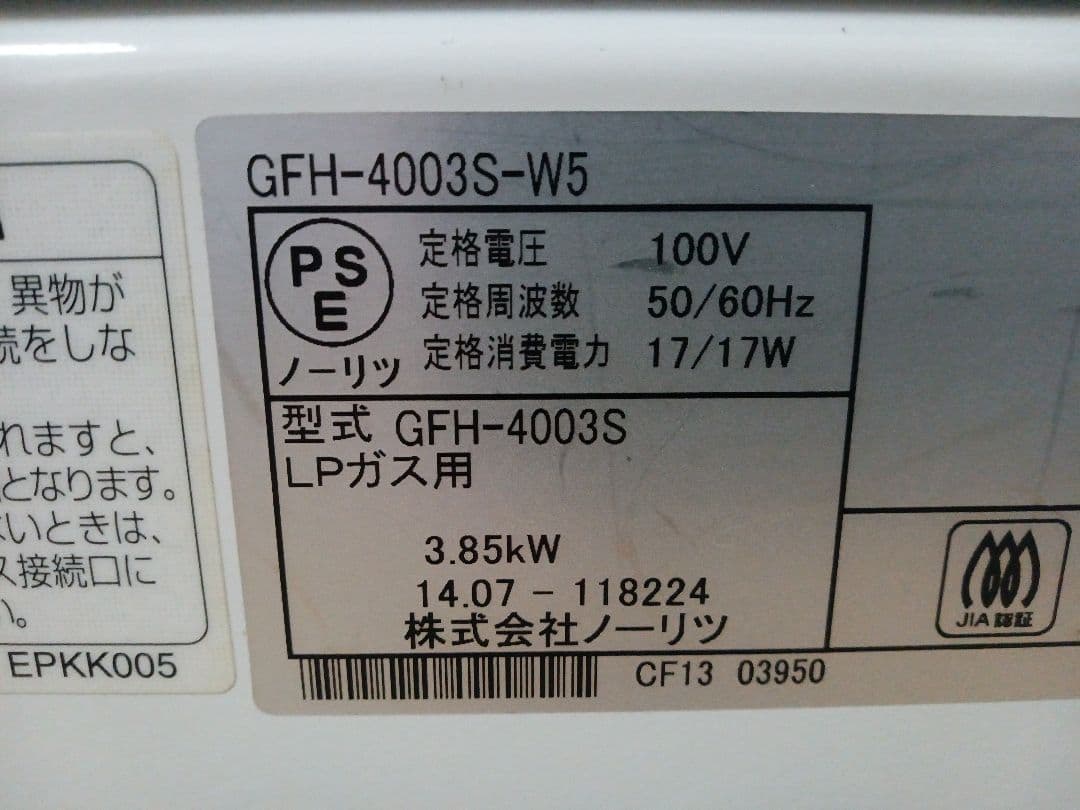 GFH-4003S-W5
PS
E
ノーリツ
定格電圧 100V
定格周波数 50/60Hz
定格消費電力 17/17W
型式 GFH-4003S
LPガス用
3.85kW
14.07 - 118224
株式会社ノーリツ
CF13 03950
JIA 認証
異物が
続をしな
れますと、
となります。
いときは、
ス接続口に
い。
EPKK005